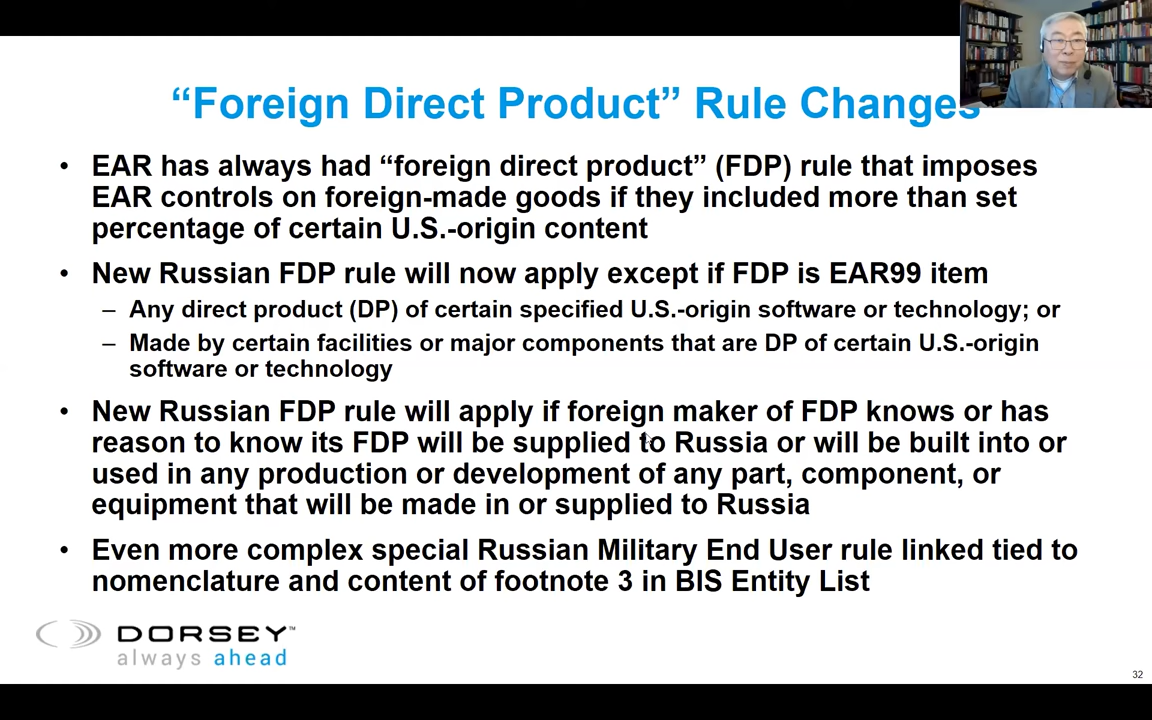 “Foreign Direct Product” Rule Changes
• EAR has always had “foreign direct product” (FDP) rule that imposes
EAR controls on foreign-made goods if they included more than set
percentage of certain U.S.-origin content
• New Russian FDP rule will now apply except if FDP is EAR99 item
– Any direct product (DP) of certain specified U.S.-origin software or technology; or
– Made by certain facilities or major components that are DP of certain U.S.-origin
software or technology
• New Russian FDP rule will apply if foreign maker of FDP knows or has
reason to know its FDP will be supplied to Russia or will be built into or
used in any production or development of any part, component, or
equipment that will be made in or supplied to Russia
• Even more complex special Russian Military End User rule linked tied to
nomenclature and content of footnote 3 in BIS Entity List
DORSEY™
always ahead
32